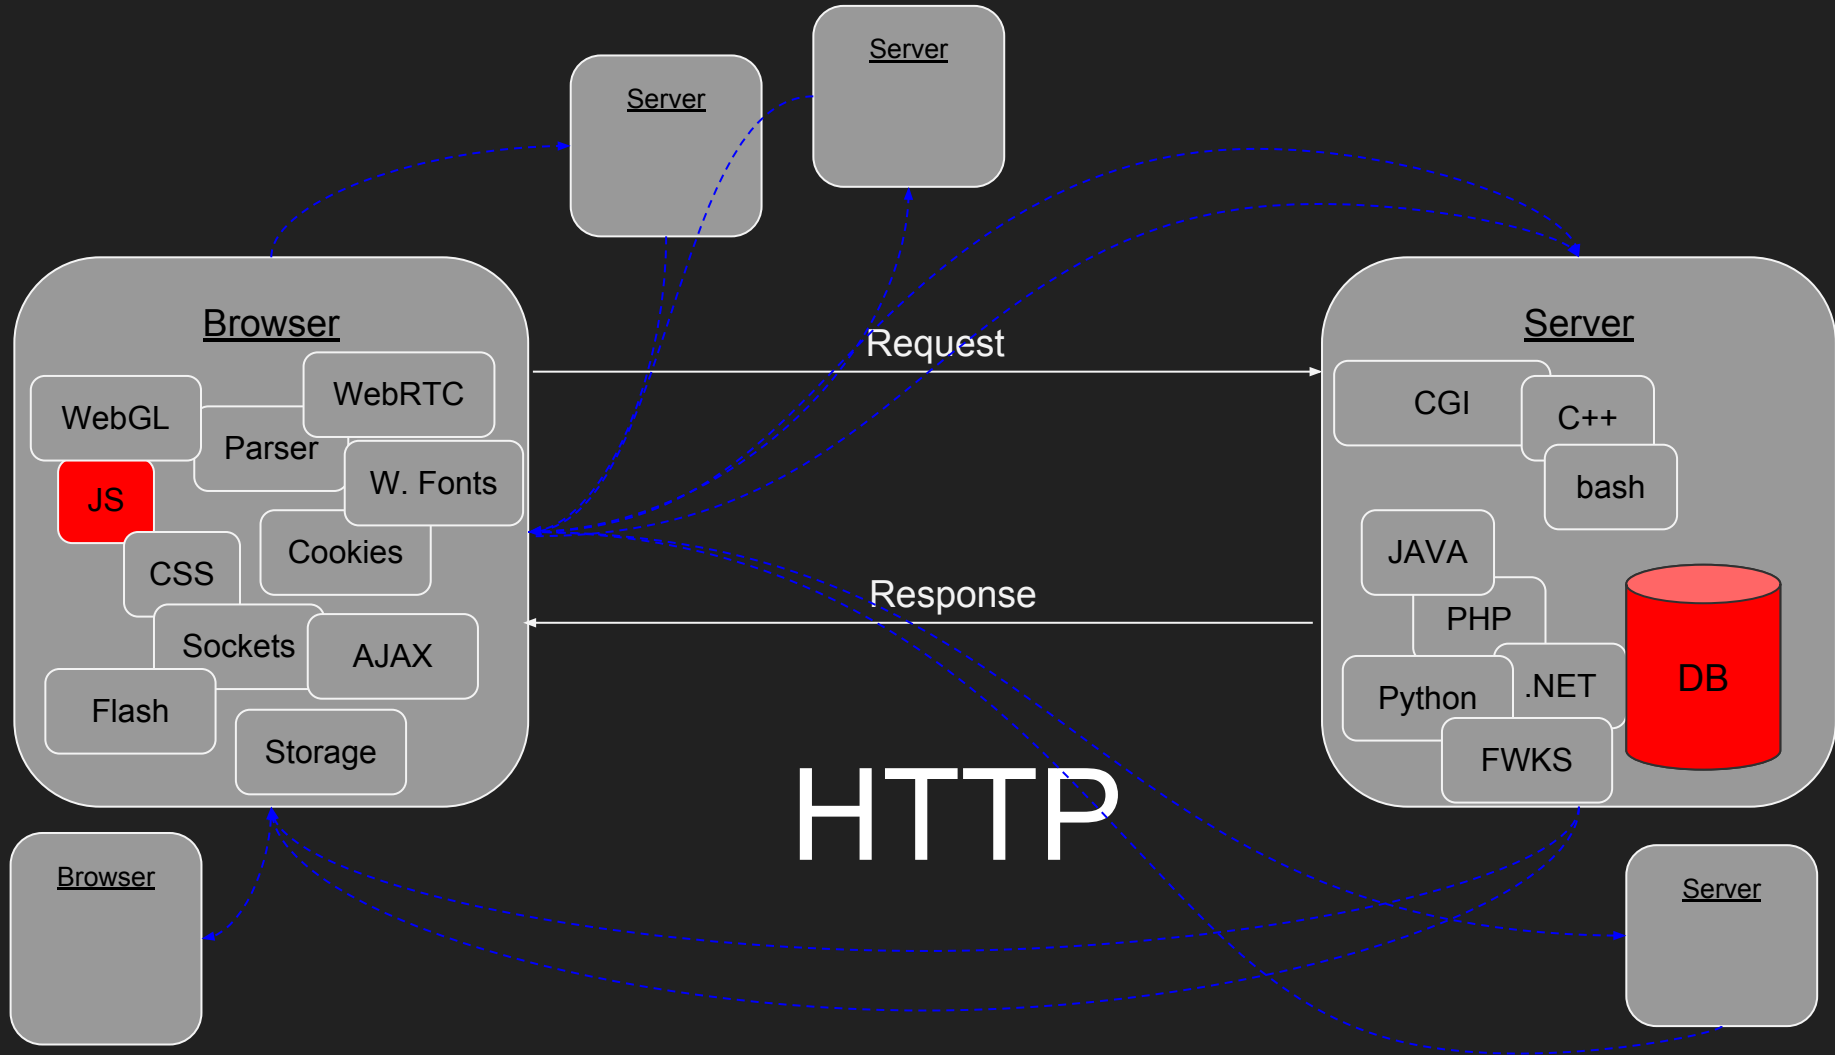 Server
Server
Browser
WebRTC
WebGL
Parser
W. Fonts
JS
Cookies
CSS
Sockets
AJAX
Flash
Storage
Request
Response
HTTP
Server
CGI
C++
bash
JAVA
PHP
.NET
Python
DB
FWKS
Browser
Server